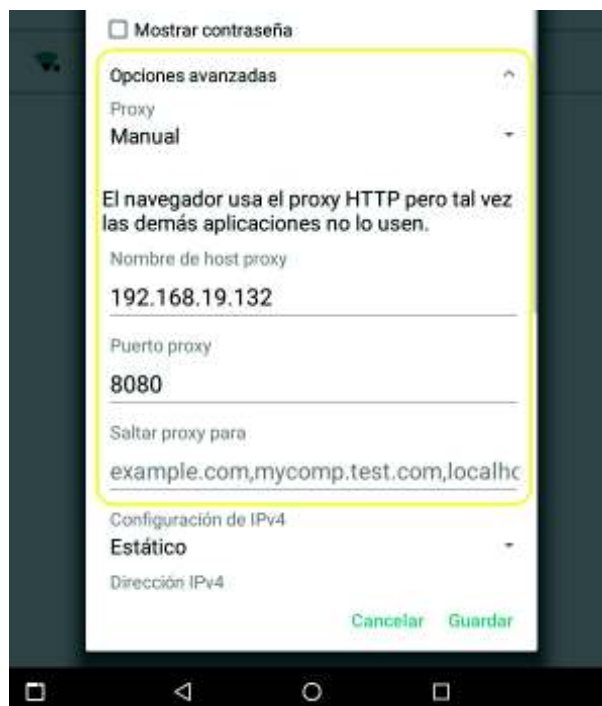 Mostrar contraseña
Opciones avanzadas
Proxy
Manual
El navegador usa el proxy HTTP pero tal vez
las demás aplicaciones no lo usen.
Nombre de host proxy
192.168.19.132
Puerto proxy
8080
Saltar proxy para
example.com,mycomp.test.com,localhc
Configuración de IPv4
Estático
Dirección IPv4
Cancelar Guardar